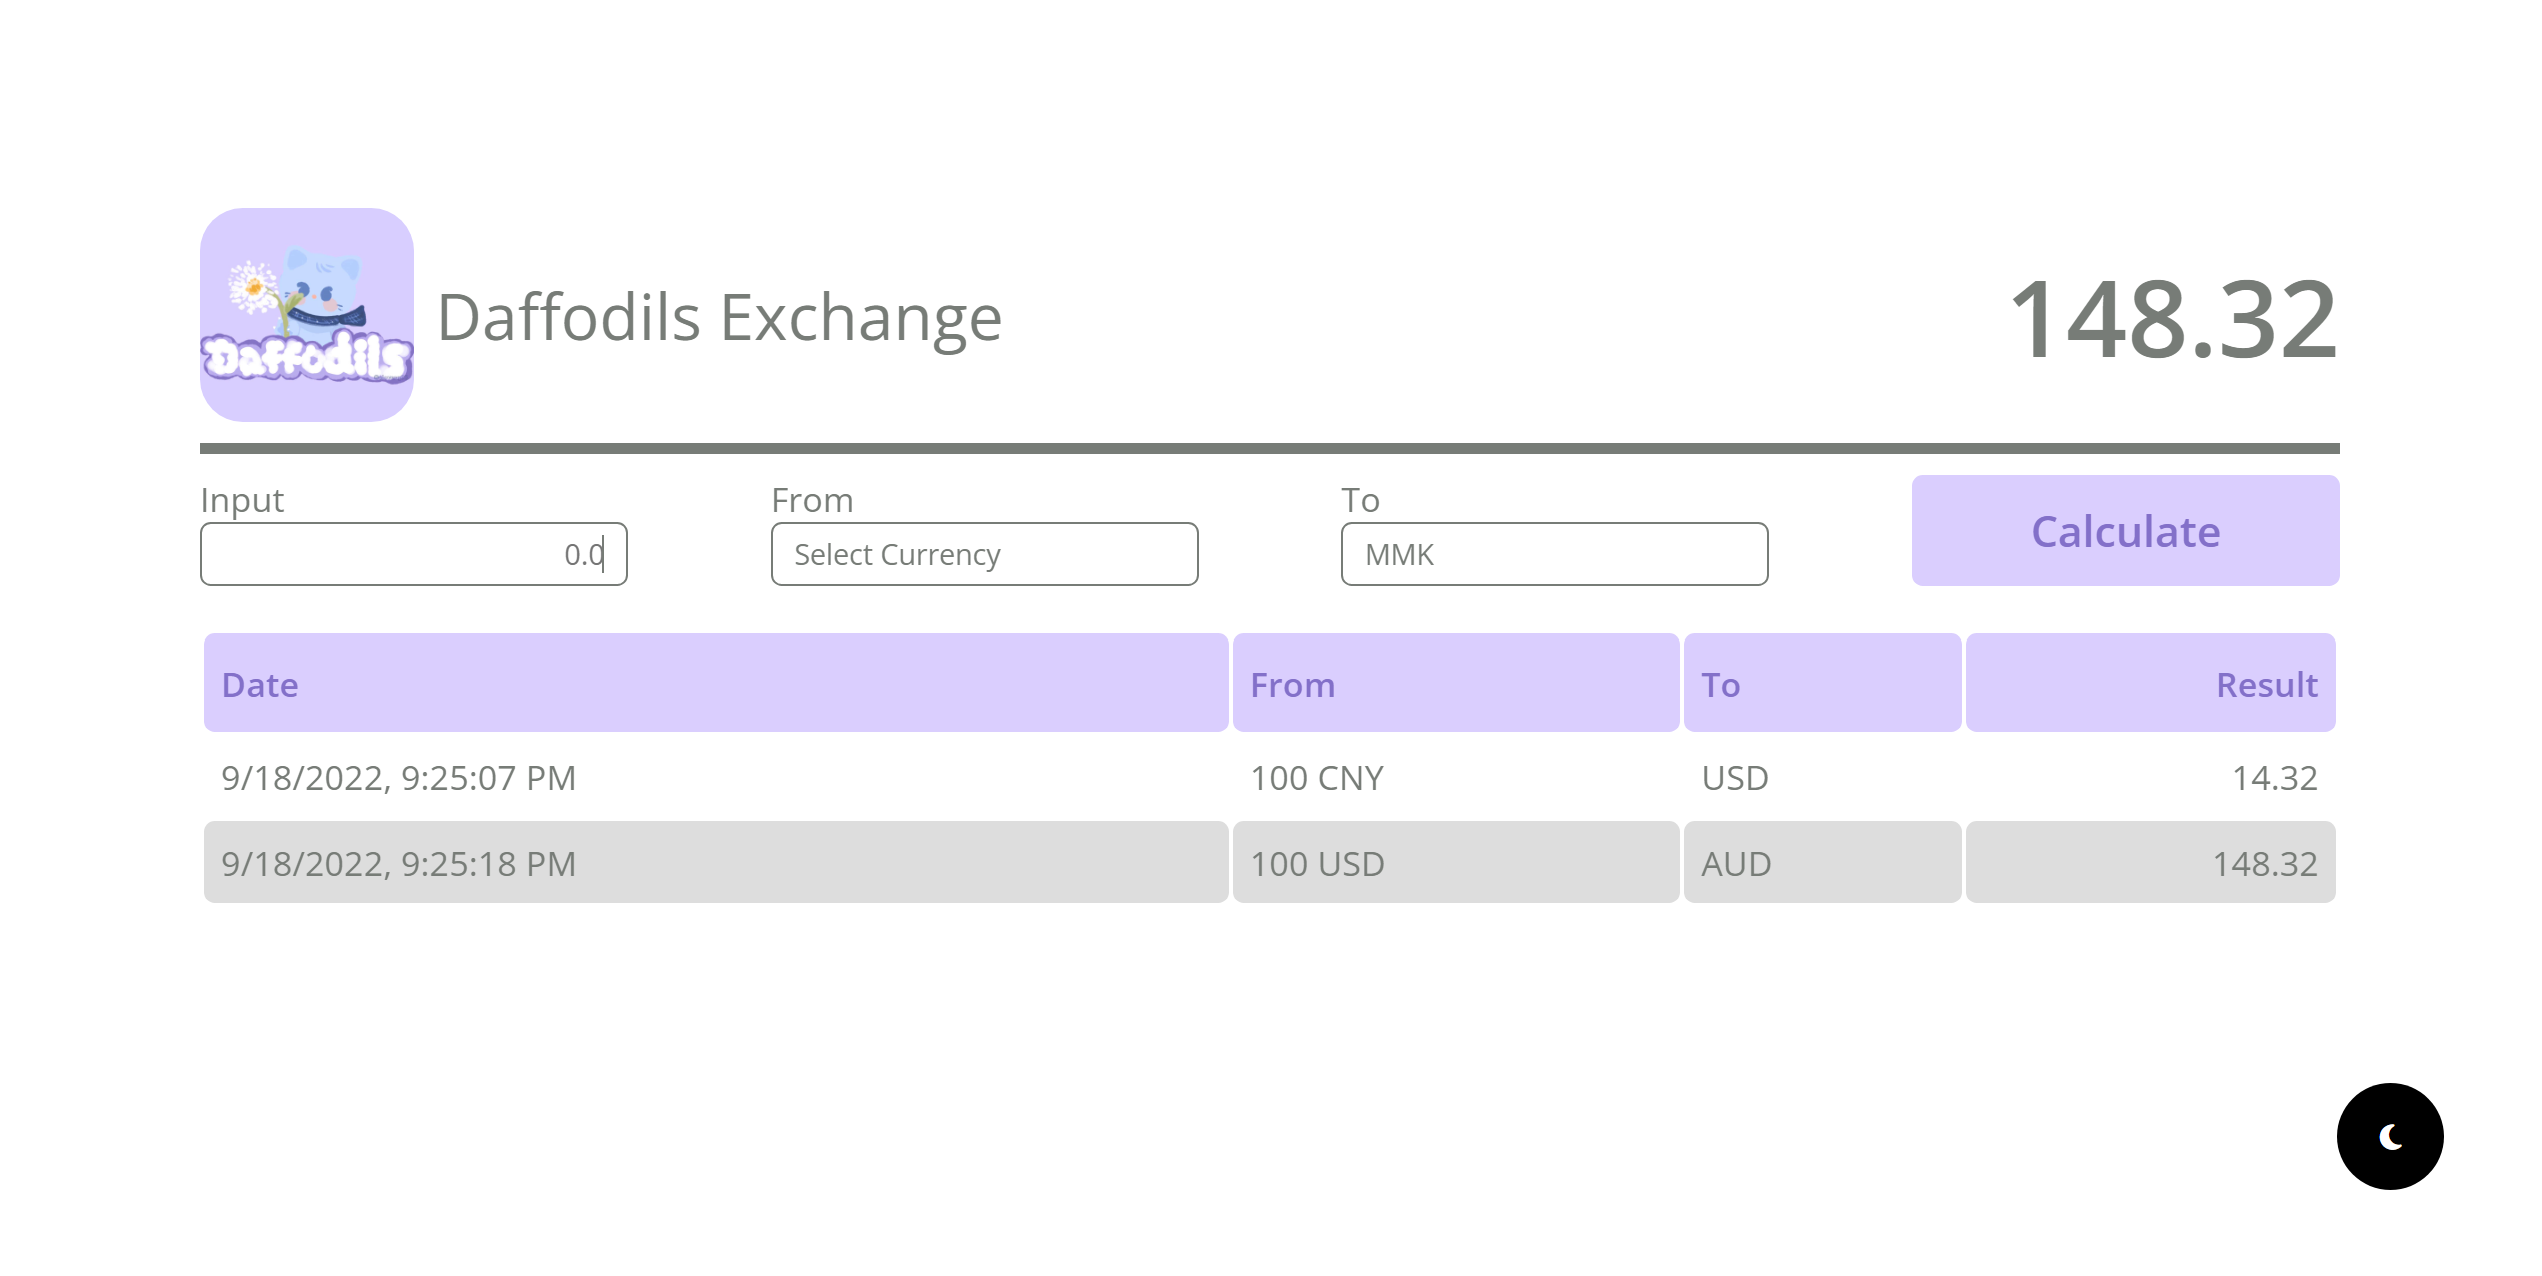 Daffodils
Daffodils Exchange
148.32
Input
From
To
0.0
Select Currency
MMK
Calculate
Date From To Result
9/18/2022, 9:25:07 PM 100 CNY USD 14.32
9/18/2022, 9:25:18 PM 100 USD AUD 148.32